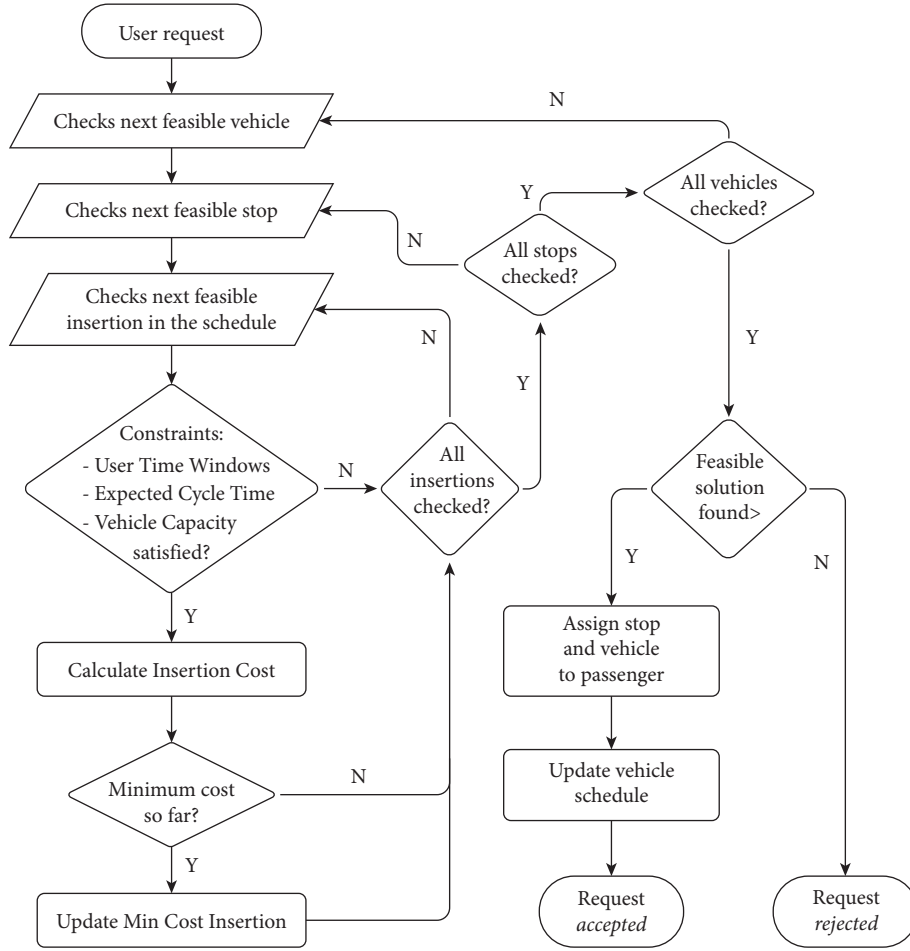 User request
N
Checks next feasible vehicle
All vehicles
checked?
Y
Checks next feasible stop
N
All stops
checked?
Checks next feasible
insertion in the schedule
N
Y
Y
Constraints:
- User Time Windows
- Expected Cycle Time
- Vehicle Capacity
satisfied?
N
All
insertions
checked?
Feasible
solution
found>
Y
N
Y
Assign stop
and vehicle
to passenger
Calculate Insertion Cost
Minimum cost
so far?
N
Update vehicle
schedule
Y
Update Min Cost Insertion
Request
accepted
Request
rejected